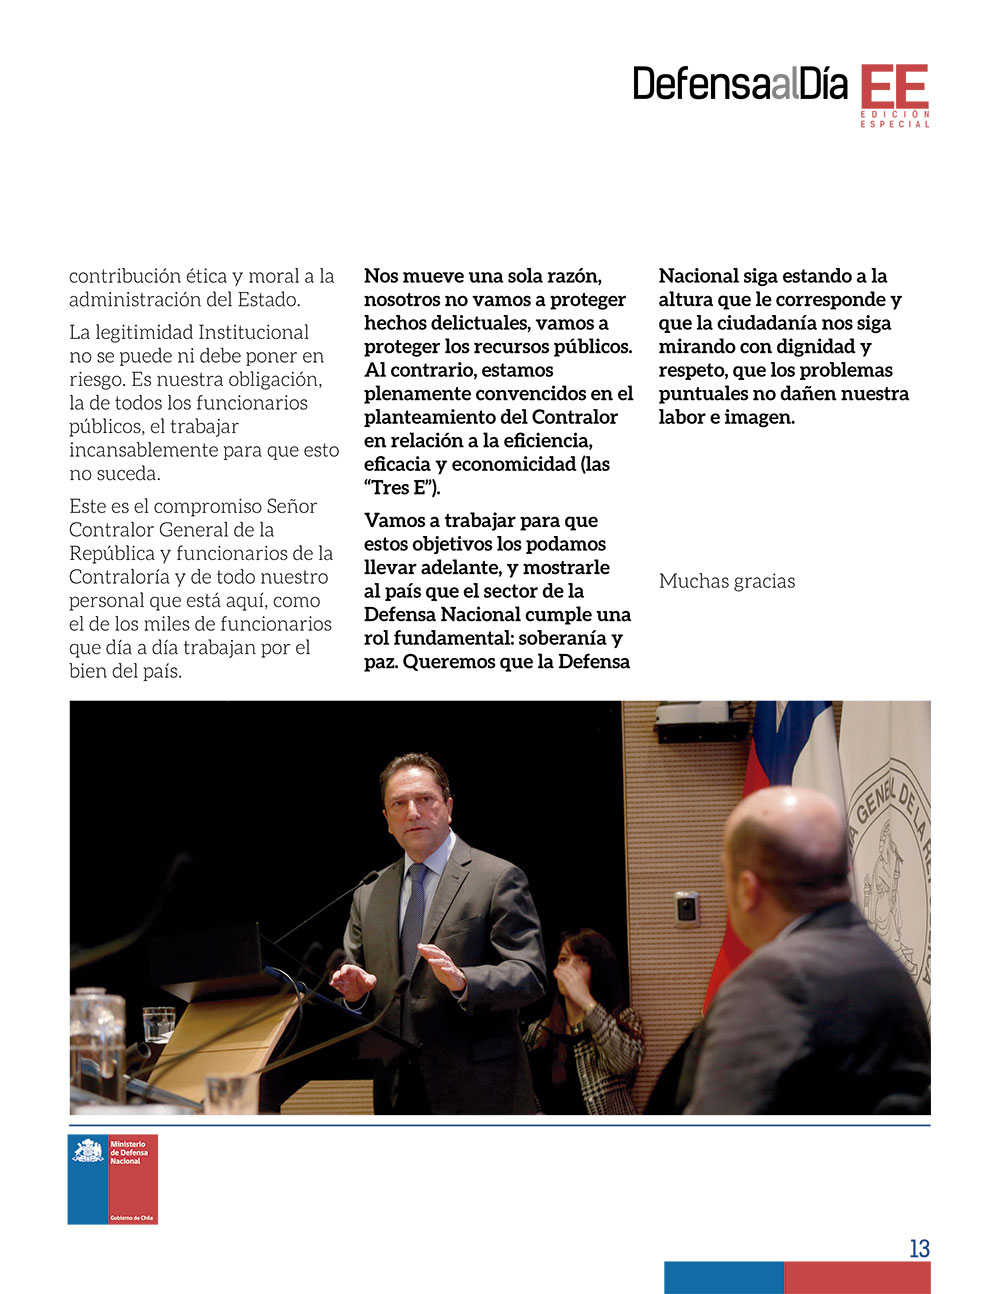 DefensaalDía EE
EDICIÓN
ESPECIAL
contribución ética y moral a la
administración del Estado.
La legitimidad Institucional
no se puede ni debe poner en
riesgo. Es nuestra obligación,
la de todos los funcionarios
públicos, el trabajar
incansablemente para que esto
no suceda.
Este es el compromiso Señor
Contralor General de la
República y funcionarios de la
Contraloría y de todo nuestro
personal que está aquí, como
el de los miles de funcionarios
que día a día trabajan por el
bien del país.
Nos mueve una sola razón,
nosotros no vamos a proteger
hechos delictuales, vamos a
proteger los recursos públicos.
Al contrario, estamos
plenamente convencidos en el
planteamiento del Contralor
en relación a la eficiencia,
eficacia y economicidad (las
“Tres E”).
Vamos a trabajar para que
estos objetivos los podamos
llevar adelante, y mostrarle
al país que el sector de la
Defensa Nacional cumple una
rol fundamental: soberanía y
paz. Queremos que la Defensa
Nacional siga estando a la
altura que le corresponde y
que la ciudadanía nos siga
mirando con dignidad y
respeto, que los problemas
puntuales no dañen nuestra
labor e imagen.
Muchas gracias
GENERAL DE LA
Ministerio
de Defensa
Nacional
Gobierno de Chile
13